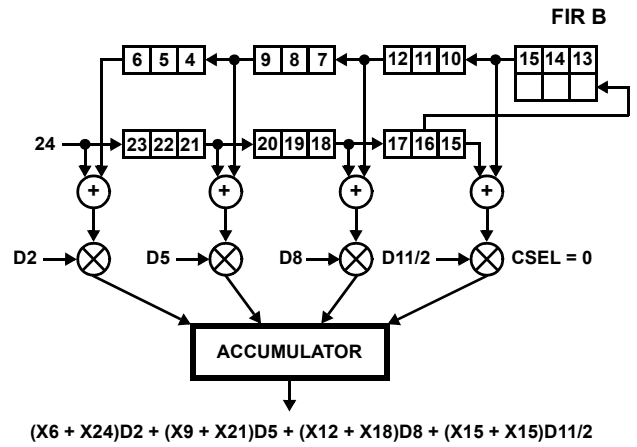 FIR B
6 5 4 9 8 7 12 11 10 15 14 13
24 23 22 21 20 19 18 17 16 15
+ + + +
D2 D5 D8 D11/2 CSEL = 0
ACCUMULATOR
(X6 + X24)D2 + (X9 + X21)D5 + (X12 + X18)D8 + (X15 + X15)D11/2